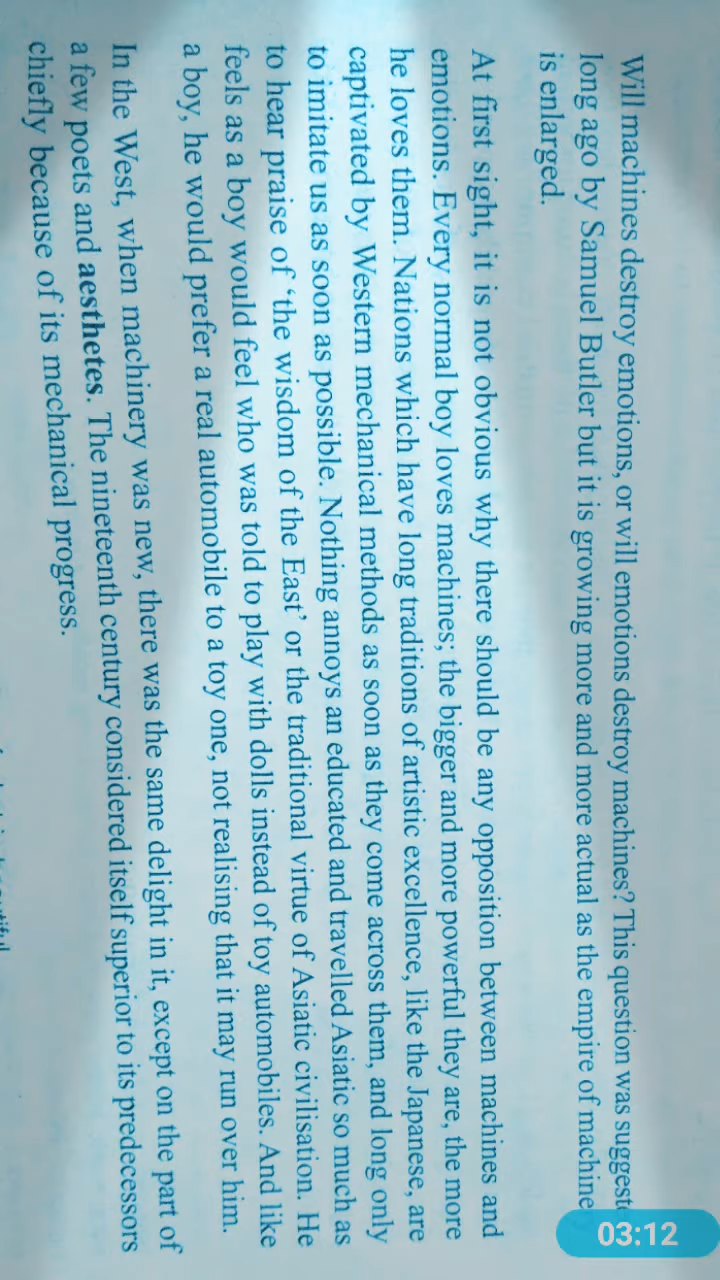 Will machines destroy emotions, or will emotions destroy machines? This question was suggest
long ago by Samuel Butler but it is growing more and more actual as the empire of machine
is enlarged.
At first sight, it is not obvious why there should be any opposition between machines and
emotions. Every normal boy loves machines; the bigger and more powerful they are, the more
he loves them. Nations which have long traditions of artistic excellence, like the Japanese, are
captivated by Western mechanical methods as soon as they come across them, and long only
to imitate us as soon as possible. Nothing annoys an educated and travelled Asiatic so much as
to hear praise of ‘the wisdom of the East’ or the traditional virtue of Asiatic civilisation. He
feels as a boy would feel who was told to play with dolls instead of toy automobiles. And like
a boy, he would prefer a real automobile to a toy one, not realising that it may run over him.
In the West, when machinery was new, there was the same delight in it, except on the part of
a few poets and aesthetes. The nineteenth century considered itself superior to its predecessors
chiefly because of its mechanical progress.
03:12